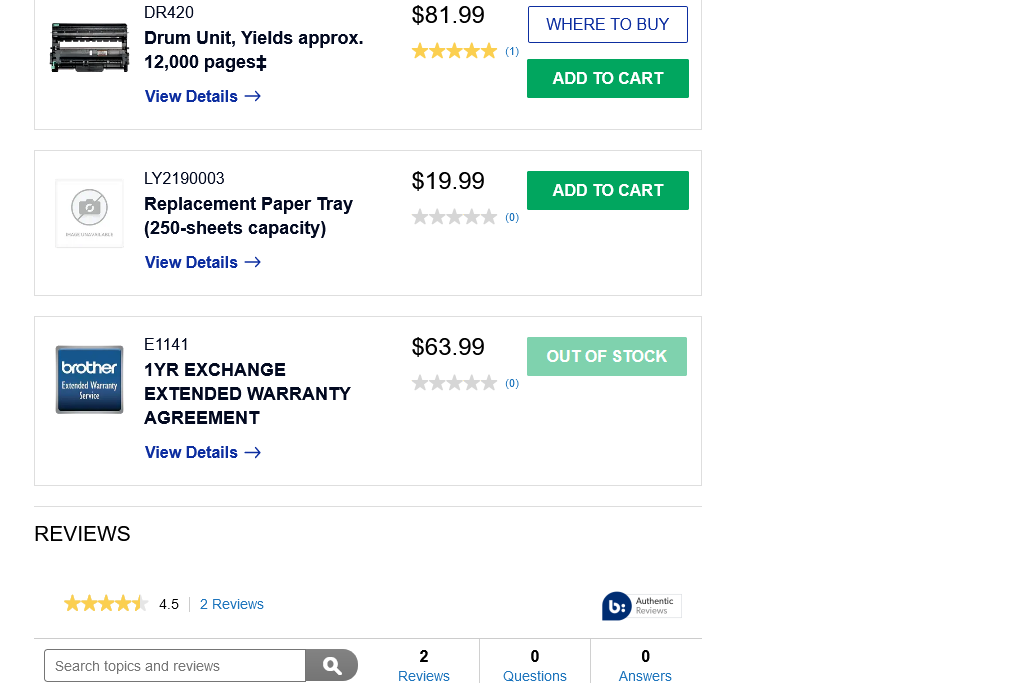 DR420
Drum Unit, Yields approx.
12,000 pages‡
View Details →
$81.99
(1)
WHERE TO BUY
ADD TO CART
IMAGE UNAVAILABLE
LY2190003
Replacement Paper Tray
(250-sheets capacity)
View Details →
$19.99
(0)
ADD TO CART
brother
Extended Warranty
Service
E1141
1YR EXCHANGE
EXTENDED WARRANTY
AGREEMENT
View Details →
$63.99
(0)
OUT OF STOCK
REVIEWS
4.5 | 2 Reviews
b:
Authentic
Reviews
Search topics and reviews
2
Reviews
0
Questions
0
Answers